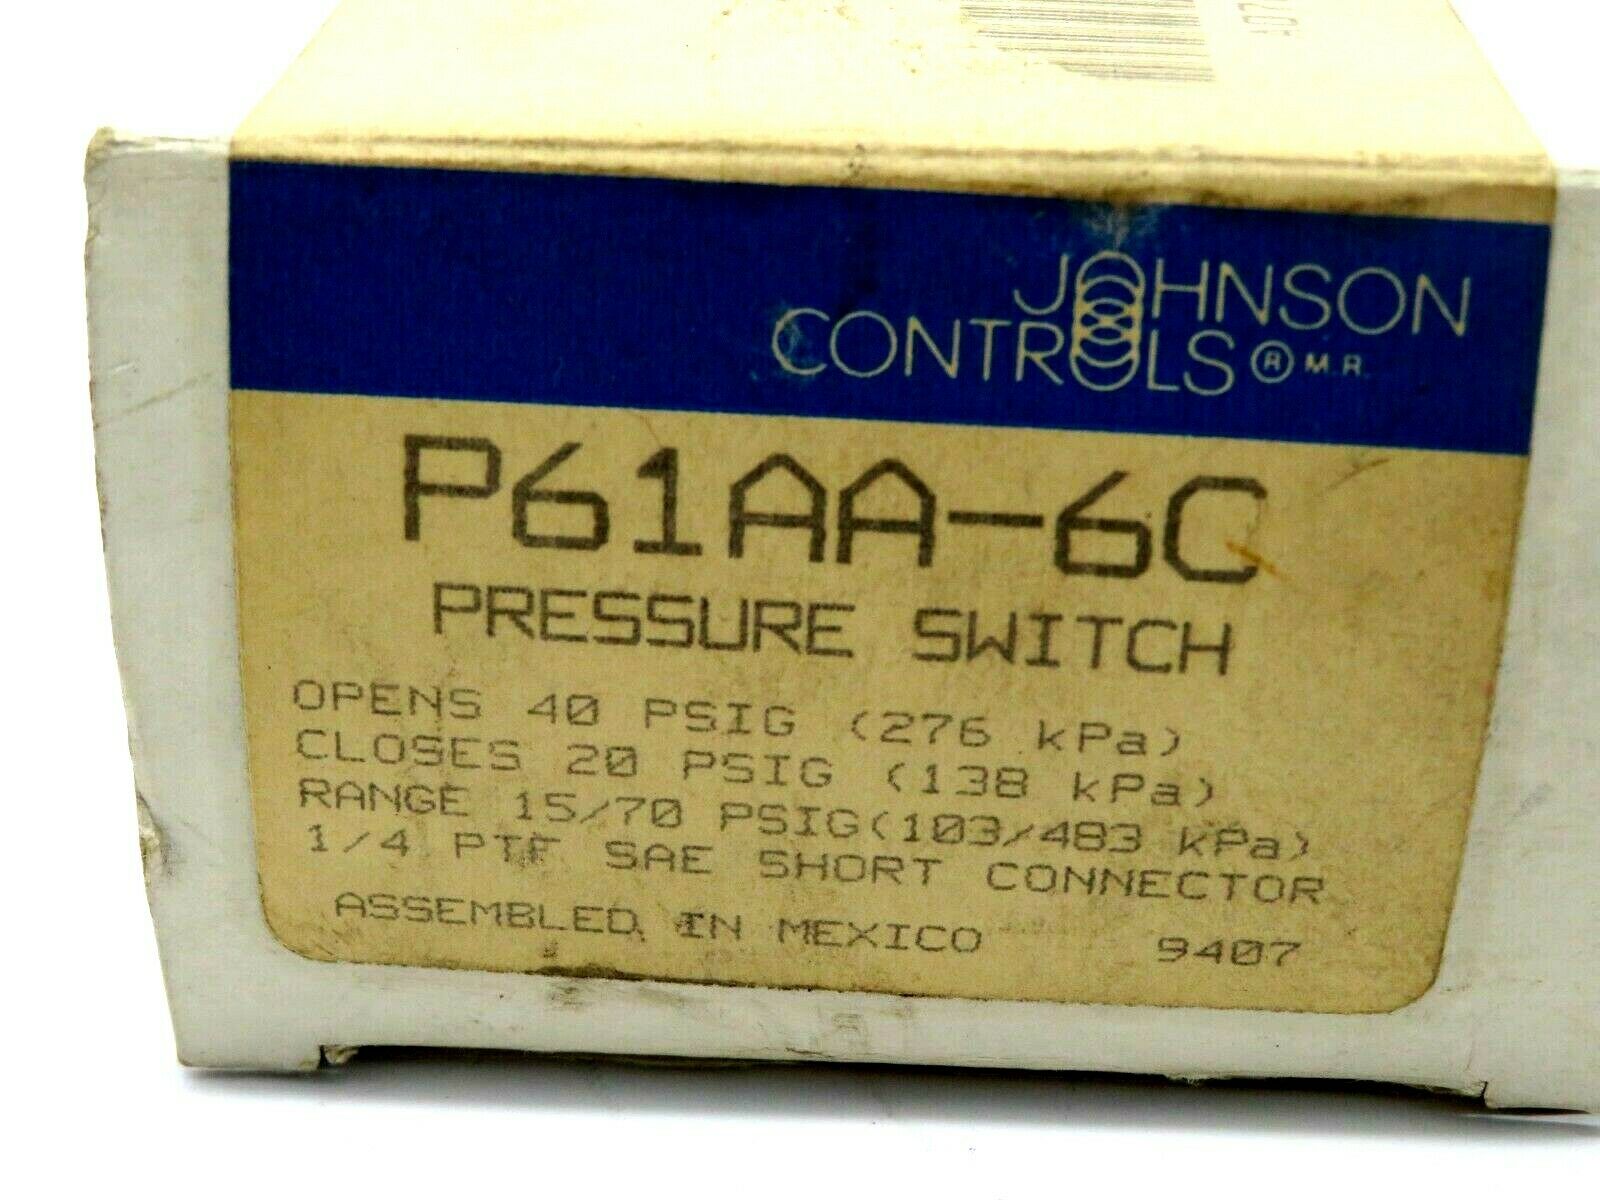 JOHNSON
CONTROLS ® M.R.
P61AA-6C
PRESSURE SWITCH
OPENS 40 PSIG (276 kPa)
CLOSES 20 PSIG (138 kPa)
RANGE 15/70 PSIG(103/483 kPa)
1/4 PTF SAE SHORT CONNECTOR
ASSEMBLED IN MEXICO 9407